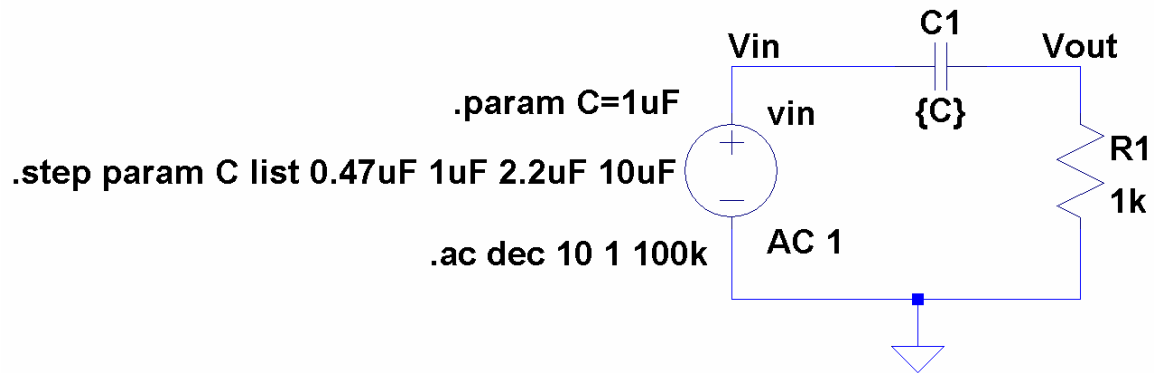 C1
Vin
Vout
.param C=1uF
vin
{C}
R1
.step param C list 0.47uF 1uF 2.2uF 10uF
1k
.ac dec 10 1 100k
AC 1